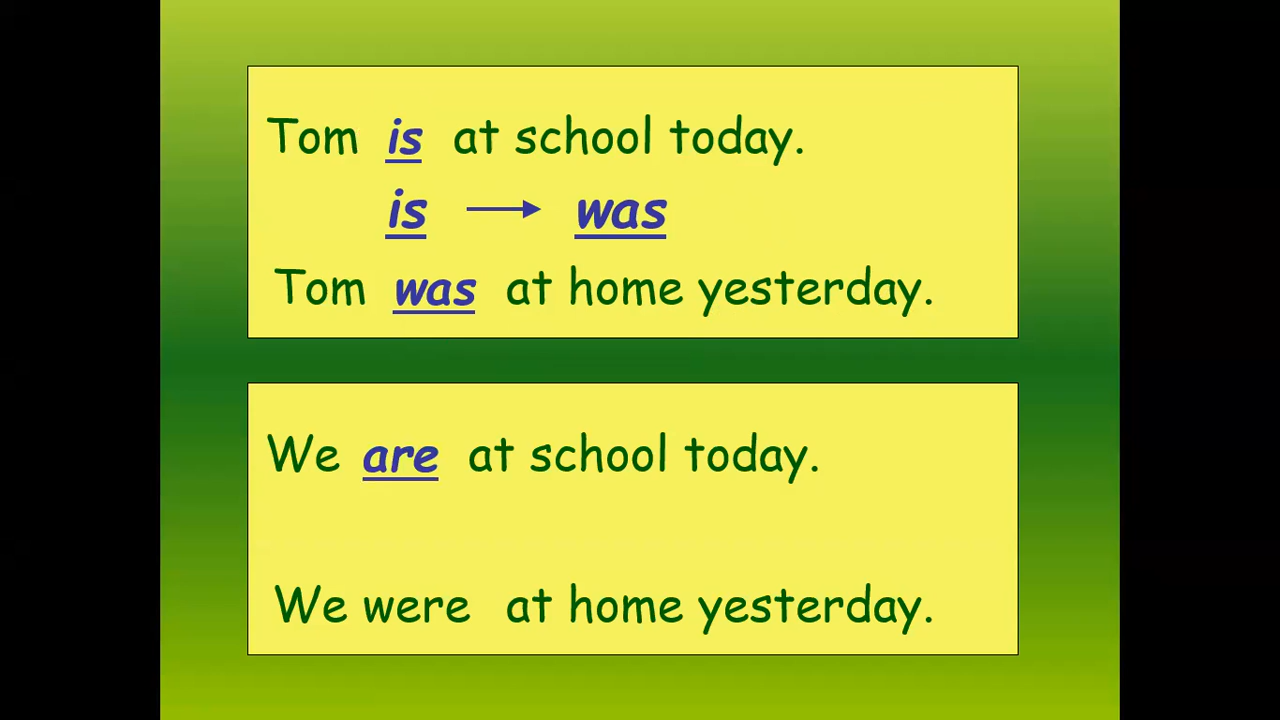 Tom is at school today.
is → was
Tom was at home yesterday.
We are at school today.
We were at home yesterday.